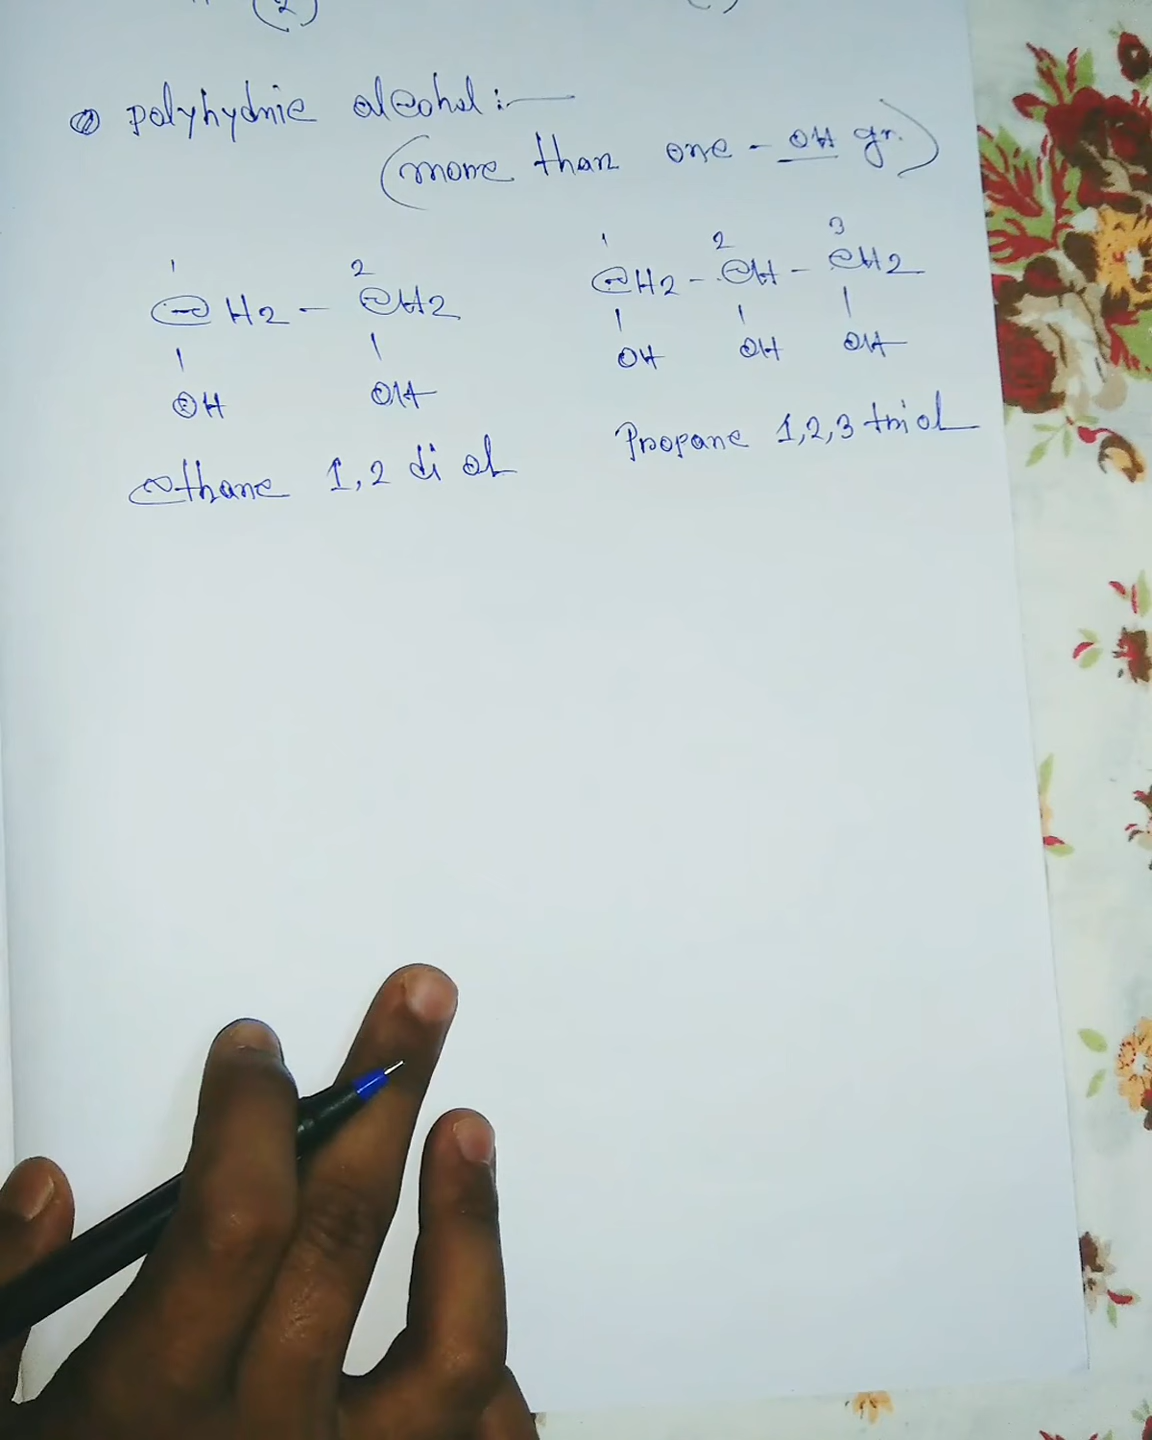 (2)
polyhydric alcohol :—
(more than one - OH gr.)
1 2
CH2 - CH2
| |
OH OH
ethane 1,2 di ol
1 2 3
CH2 - CH - CH2
| | |
OH OH OH
Propane 1,2,3 triol